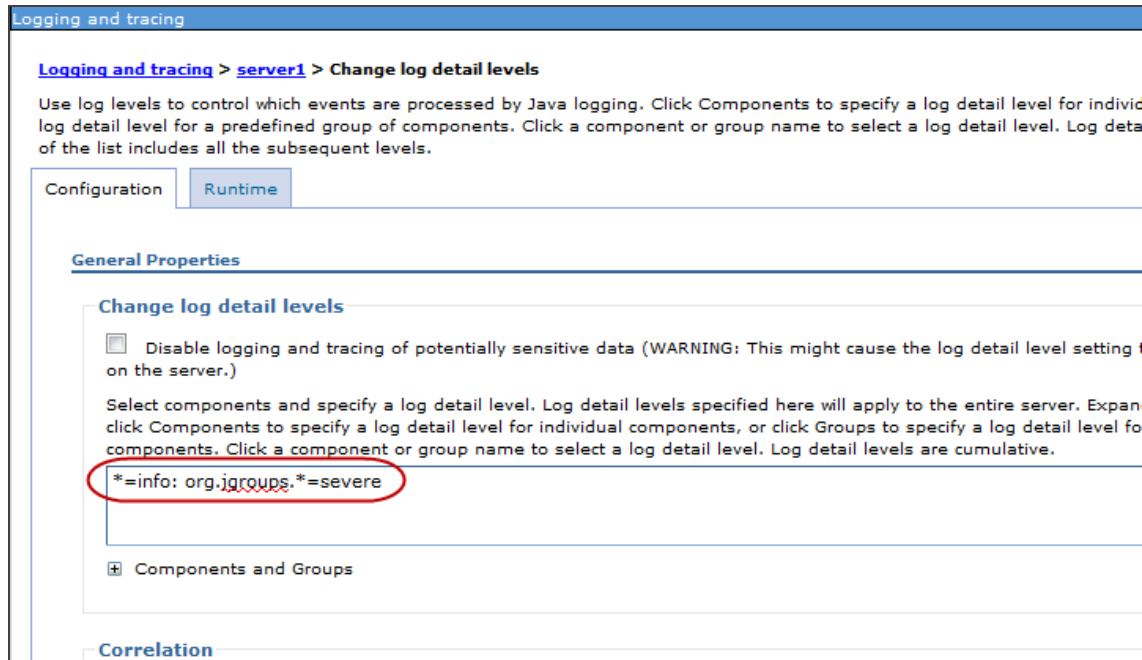 Logging and tracing
Logging and tracing > server1 > Change log detail levels
Use log levels to control which events are processed by Java logging. Click Components to specify a log detail level for individ
log detail level for a predefined group of components. Click a component or group name to select a log detail level. Log deta
of the list includes all the subsequent levels.
Configuration
Runtime
General Properties
Change log detail levels
Disable logging and tracing of potentially sensitive data (WARNING: This might cause the log detail level setting t
on the server.)
Select components and specify a log detail level. Log detail levels specified here will apply to the entire server. Expan
click Components to specify a log detail level for individual components, or click Groups to specify a log detail level fo
components. Click a component or group name to select a log detail level. Log detail levels are cumulative.
*=info: org.jgroups.*=severe
Components and Groups
Correlation